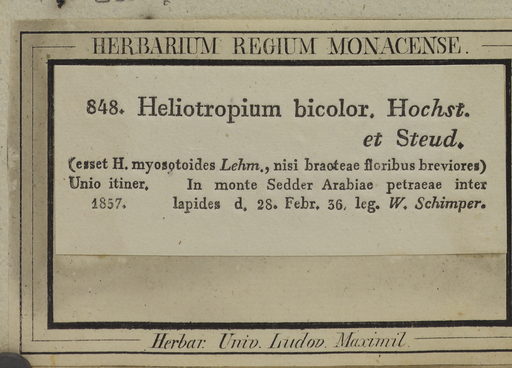 HERBARIUM REGIUM MONACENSE.
848. Heliotropium bicolor. Hochst.
et Steud.
(esset H. myosotoides Lehm., nisi bracteae floribus breviores)
Unio itiner. In monte Sedder Arabiae petraeae inter
1857. lapides d. 28. Febr. 36. leg. W. Schimper.
Herbar. Univ. Ludov. Maximil.